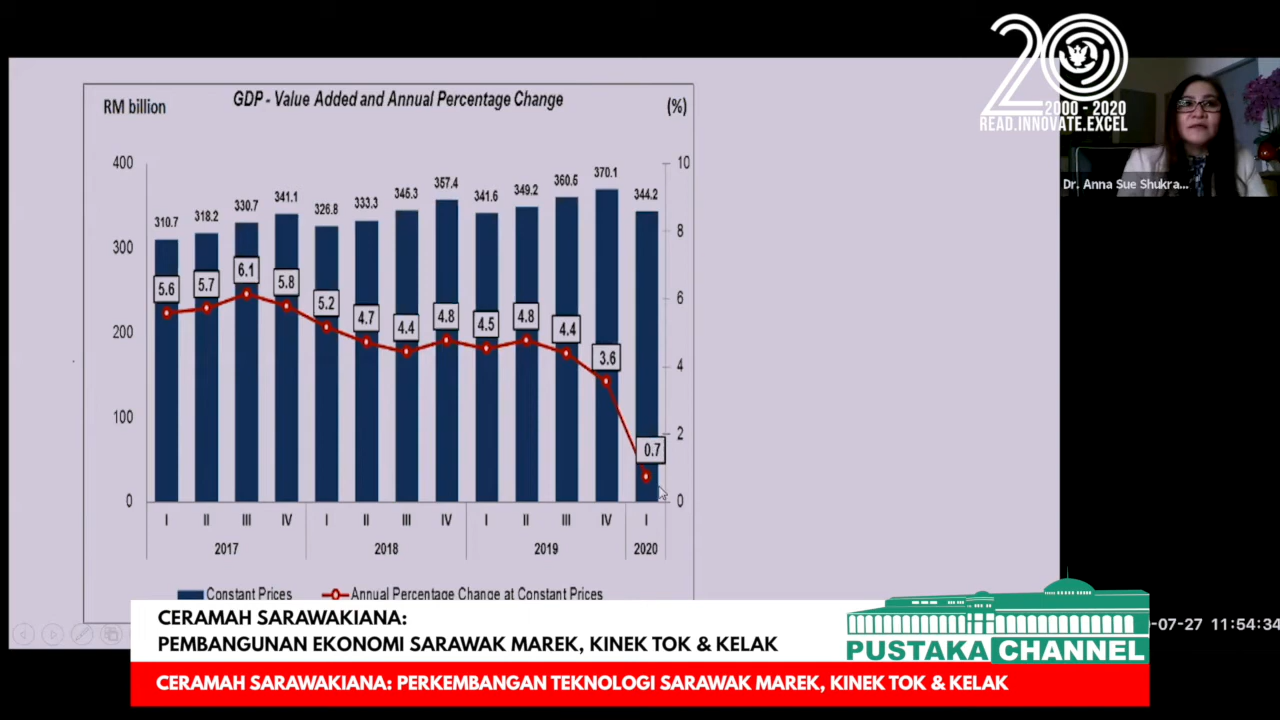 20
2000 - 2020
READ.INNOVATE.EXCEL
Dr. Anna Sue Shukra...
GDP - Value Added and Annual Percentage Change
RM billion
(%)
400
300
200
100
0
10
8
6
4
2
0
310.7 318.2 330.7 341.1 326.8 333.3 345.3 357.4 341.6 349.2 360.6 370.1 344.2
5.6 5.7 6.1 5.8 5.2 4.7 4.4 4.8 4.5 4.8 4.4 3.6 0.7
I II III IV I II III IV I II III IV I
2017 2018 2019 2020
Constant Prices Annual Percentage Change at Constant Prices
CERAMAH SARAWAKIANA:
PEMBANGUNAN EKONOMI SARAWAK MAREK, KINEK TOK & KELAK
PUSTAKA CHANNEL
-07-27 11:54:34
CERAMAH SARAWAKIANA: PERKEMBANGAN TEKNOLOGI SARAWAK MAREK, KINEK TOK & KELAK